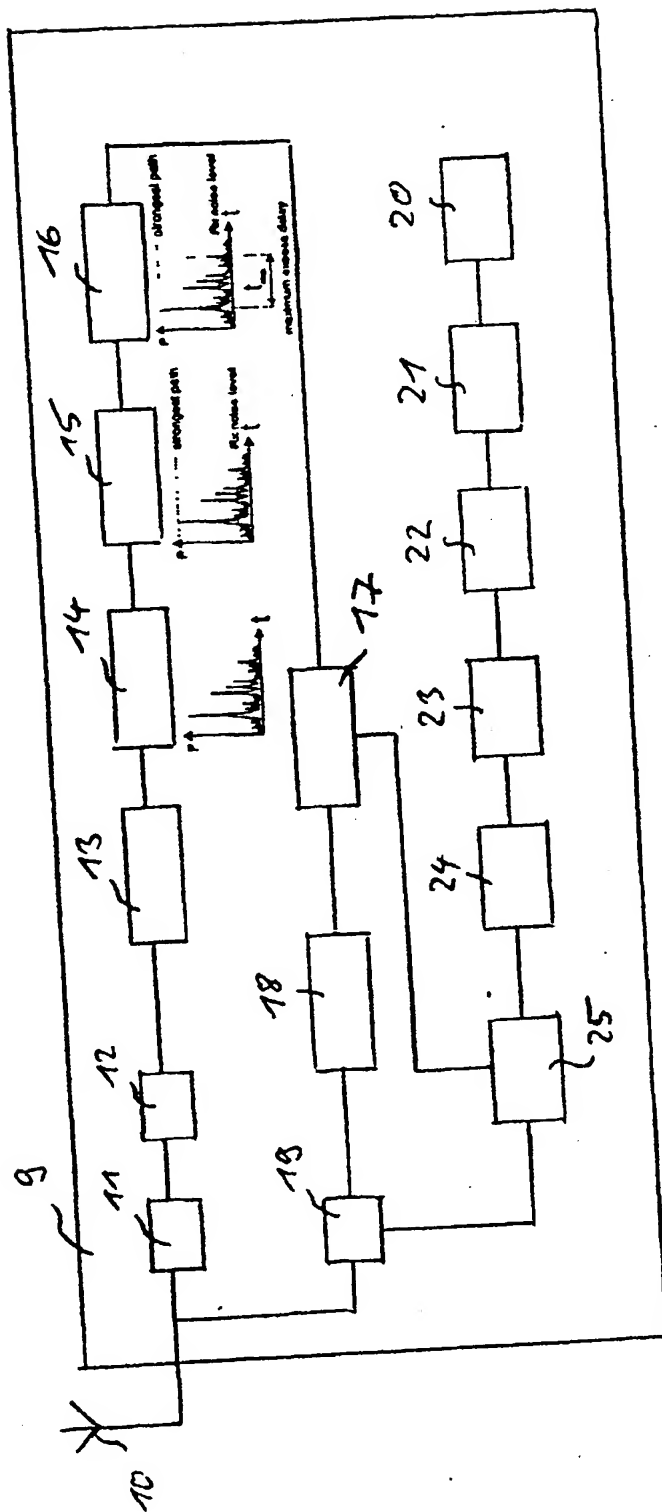 9
10
11
12
13
14
15
16
P
t
P
strongest path
Rx noise level
t
P
strongest path
Rx noise level
t
maximum excess delay
17
18
19
20
21
22
23
24
25